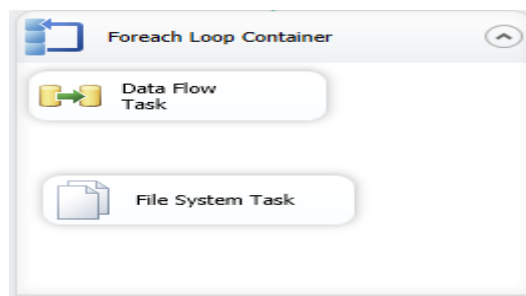 Foreach Loop Container
Data Flow
Task
File System Task